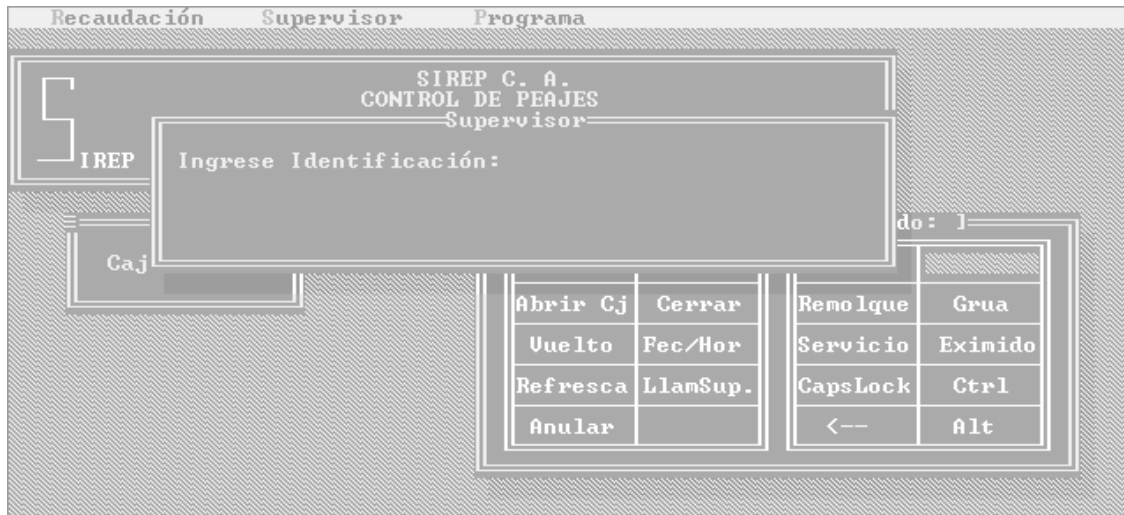 Recaudación Supervisor Programa
SIREP C. A.
CONTROL DE PEAJES
Supervisor
IREP
Ingrese Identificación:
do: ]
Caj
Abrir Cj Cerrar Remolque Grua
Vuelto Fec/Hor Servicio Eximido
Refresca LlamSup. CapsLock Ctrl
Anular <-- Alt